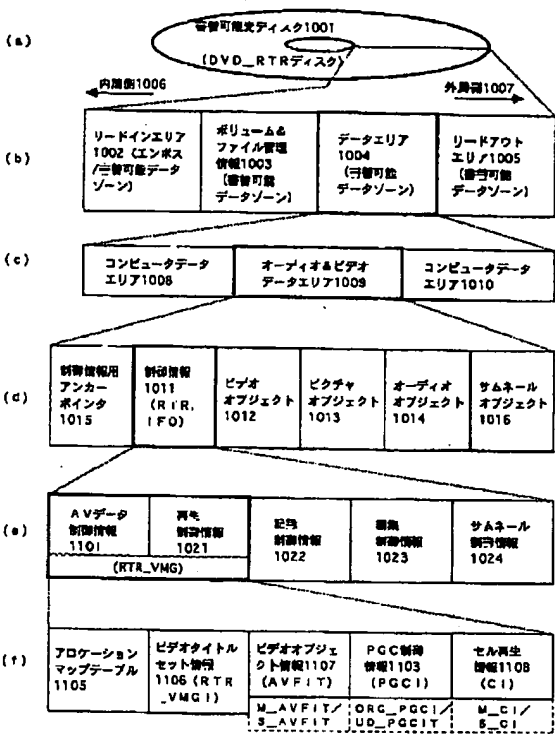 (a)
書替可能光ディスク1001
(DVD_RTRディスク)
内周側1006
外周側1007
(b)
リードインエリア
1002(エンボス
/書替可能データ
ゾーン)
ボリューム&
ファイル管理
情報1003
(書替可能
データゾーン)
データエリア
1004
(書替可能
データゾーン)
リードアウト
エリア1005
(書替可能
データゾーン)
(c)
コンピュータデータ
エリア1008
オーディオ&ビデオ
データエリア1009
コンピュータデータ
エリア1010
(d)
制御情報用
アンカー
ポインタ
1015
制御情報
1011
(RTR.
IFO)
ビデオ
オブジェクト
1012
ピクチャ
オブジェクト
1013
オーディオ
オブジェクト
1014
サムネール
オブジェクト
1016
(e)
AVデータ
制御情報
1101
再生
制御情報
1021
(RTR_VMG)
記録
制御情報
1022
編集
制御情報
1023
サムネール
制御情報
1024
(f)
アロケーション
マップテーブル
1105
ビデオタイトル
セット情報
1106(RTR
_VMGI)
ビデオオブジェ
クト情報1107
(AVFIT)
M_AVFIT/
S_AVFIT
PGC制御
情報1103
(PGCI)
ORG_PGCI/
UD_PGCIT
セル再生
情報1108
(CI)
M_CI/
S_CI